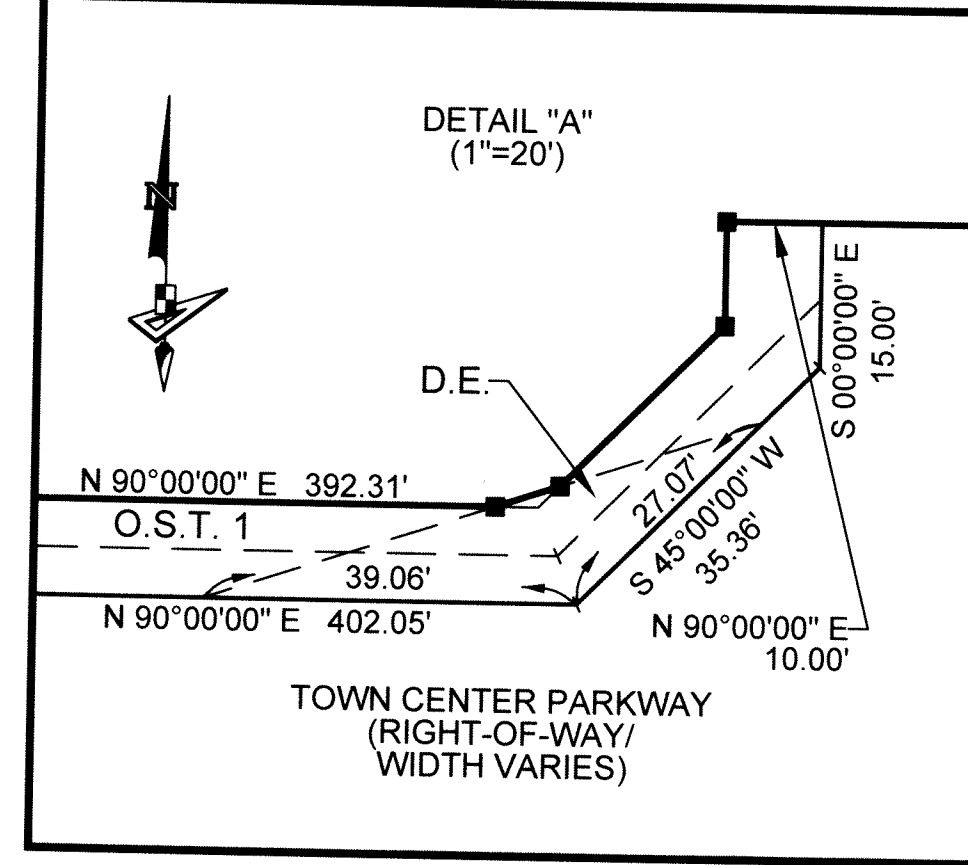 DETAIL "A"
(1"=20')
N
S 00°00'00" E
15.00'
D.E.
N 90°00'00" E 392.31'
O.S.T. 1
27.07'
S 45°00'00" W
35.36'
39.06'
N 90°00'00" E 402.05'
N 90°00'00" E
10.00'
TOWN CENTER PARKWAY
(RIGHT-OF-WAY/
WIDTH VARIES)